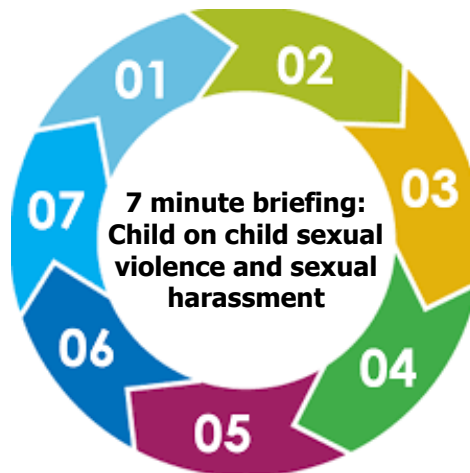 01
02
03
04
05
06
07
7 minute briefing:
Child on child sexual
violence and sexual
harassment